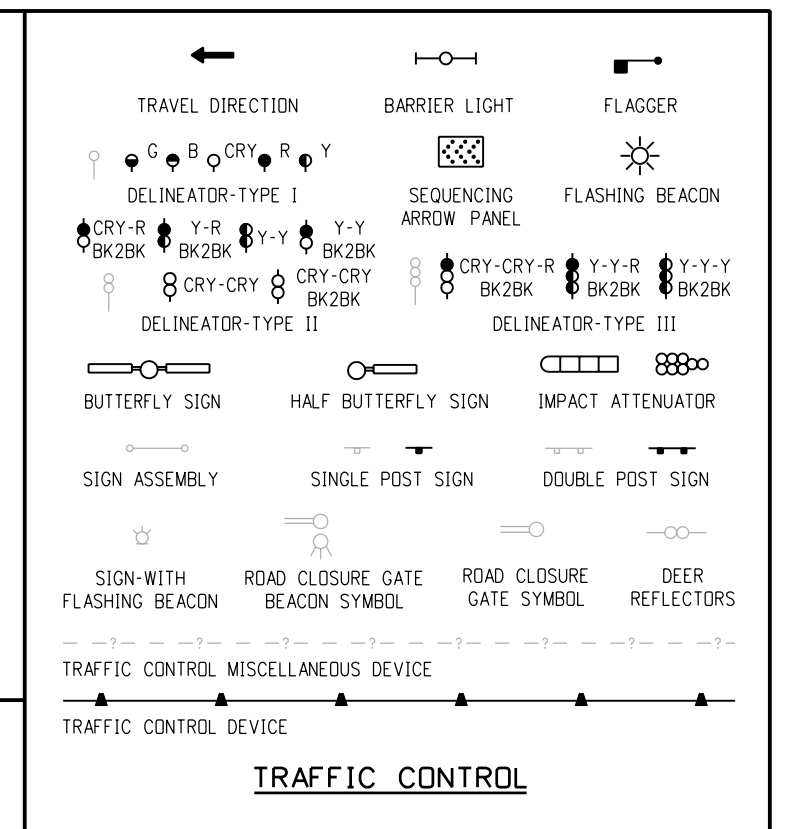 TRAVEL DIRECTION
BARRIER LIGHT
FLAGGER
G B CRY R Y
DELINEATOR-TYPE I
SEQUENCING
ARROW PANEL
FLASHING BEACON
CRY-R
BK2BK
Y-R
BK2BK
Y-Y
Y-Y
BK2BK
CRY-CRY
CRY-CRY
BK2BK
DELINEATOR-TYPE II
CRY-CRY-R
BK2BK
Y-Y-R
BK2BK
Y-Y-Y
BK2BK
DELINEATOR-TYPE III
BUTTERFLY SIGN
HALF BUTTERFLY SIGN
IMPACT ATTENUATOR
SIGN ASSEMBLY
SINGLE POST SIGN
DOUBLE POST SIGN
SIGN-WITH
FLASHING BEACON
ROAD CLOSURE GATE
BEACON SYMBOL
ROAD CLOSURE
GATE SYMBOL
DEER
REFLECTORS
? ? ? ? ? ? ? ?
TRAFFIC CONTROL MISCELLANEOUS DEVICE
TRAFFIC CONTROL DEVICE
TRAFFIC CONTROL